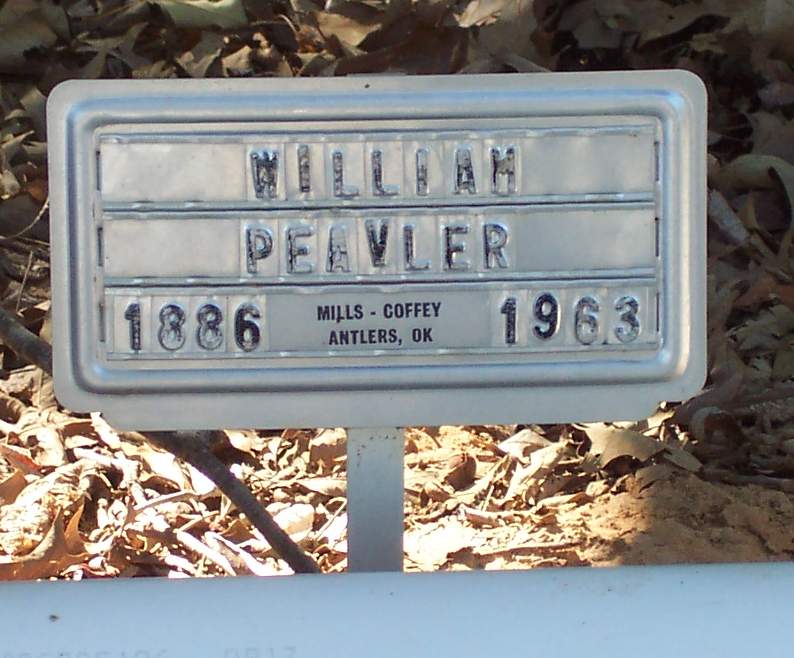 WILLIAM
PEAVLER
1886 MILLS - COFFEY 1963
ANTLERS, OK